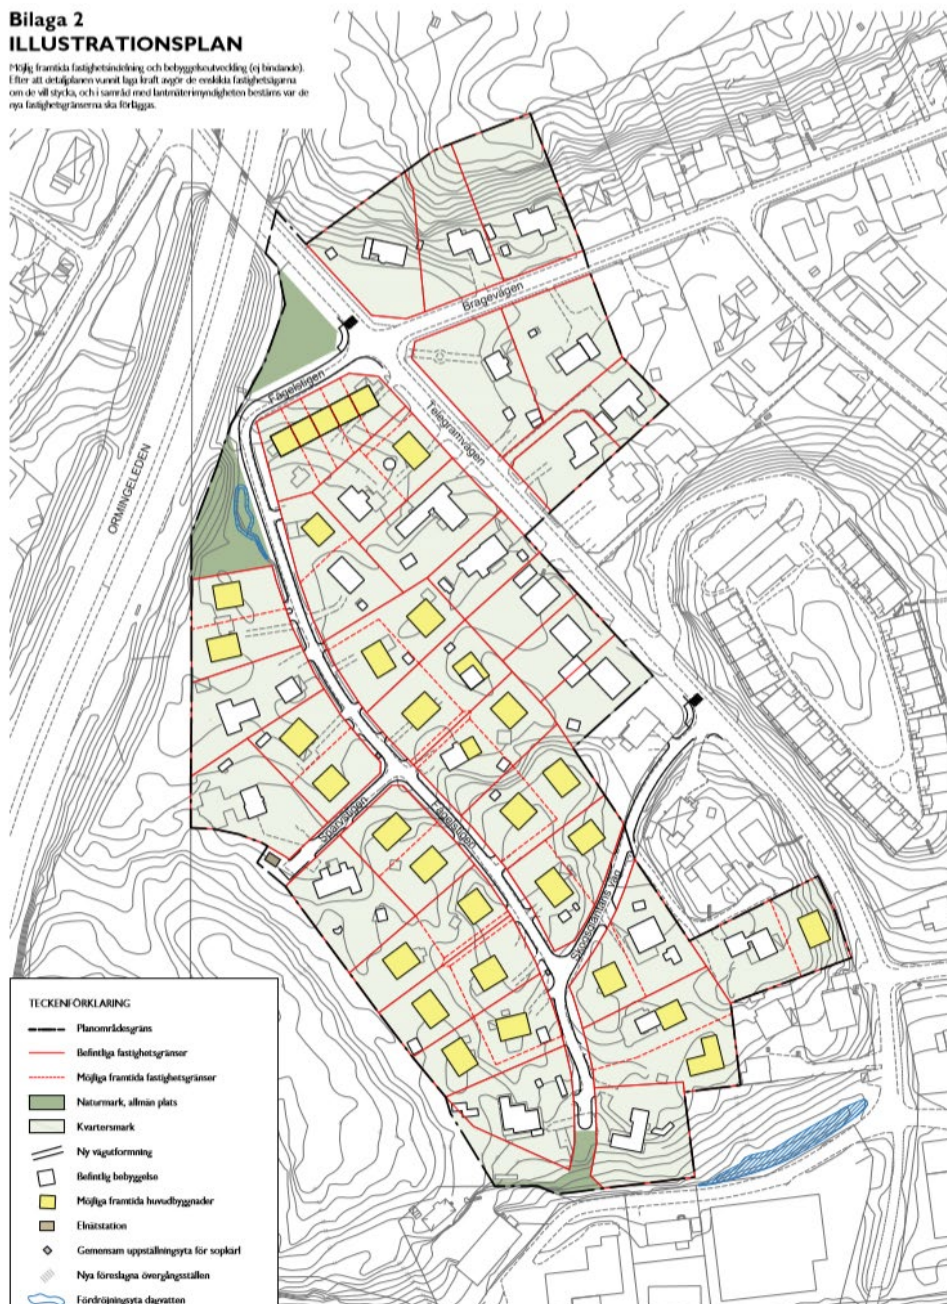 Bilaga 2
ILLUSTRATIONSPLAN
Möjlig framtida fastighetsindelning och bebyggelseutveckling (ej bindande).
Efter att detaljplanen vunnit laga kraft avgör de enskilda fastighetsägarna
om de vill stycka, och i samråd med lantmäterimyndigheten bestäms var de
nya fastighetsgränserna ska förläggas.
Bragevägen
Fågelstigen
Telegramvägen
ORMINGELEDEN
Sparvstigen
Fågelstigen
Skogsgläntans Väg
TECKENFÖRKLARING
Planområdesgräns
Befintliga fastighetsgränser
Möjliga framtida fastighetsgränser
Naturmark, allmän plats
Kvartersmark
Ny vägutformning
Befintlig bebyggelse
Möjliga framtida huvudbyggnader
Elnätstation
Gemensam uppställningsyta för sopkärl
Nya föreslagna övergångsställen
Fördröjningsyta dagvatten